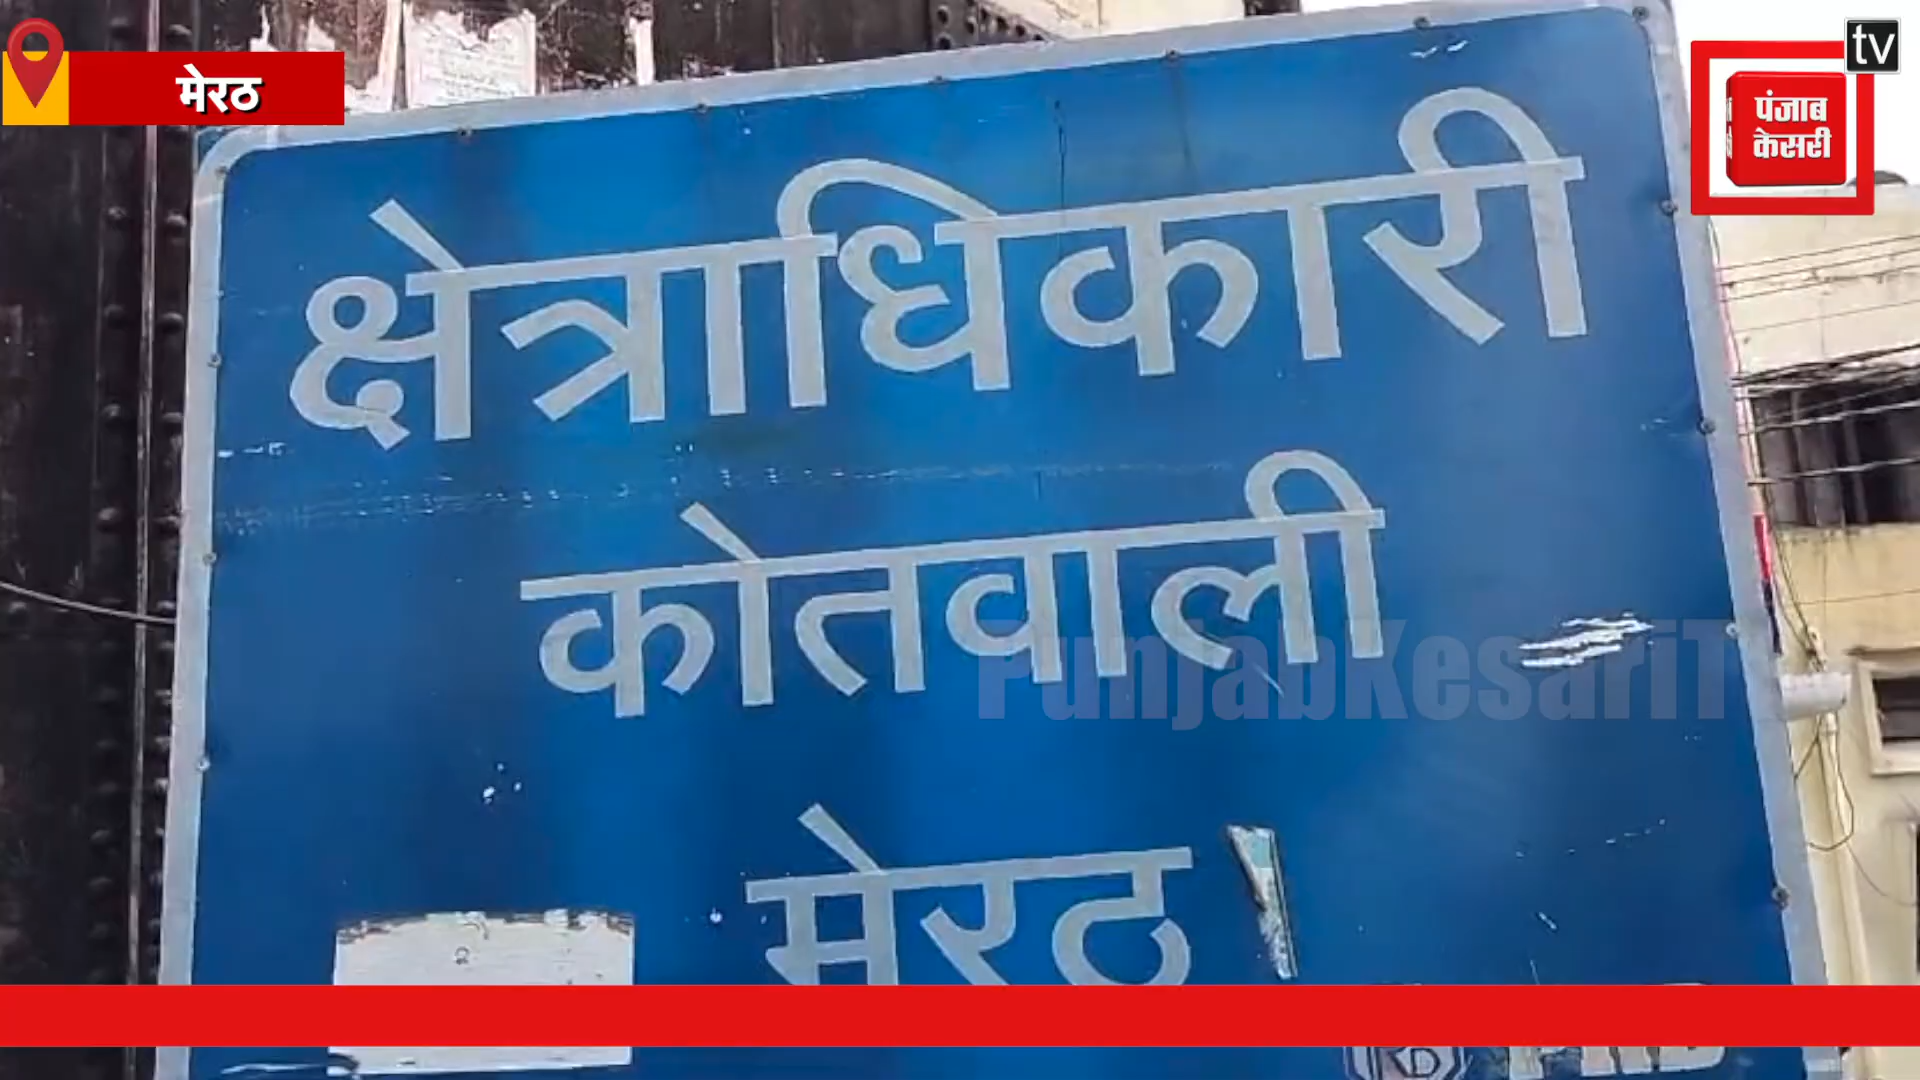 मेरठ
tv
पंजाब
केसरी
क्षेत्राधिकारी
कोतवाली
PunjabKesariT
मेरठ